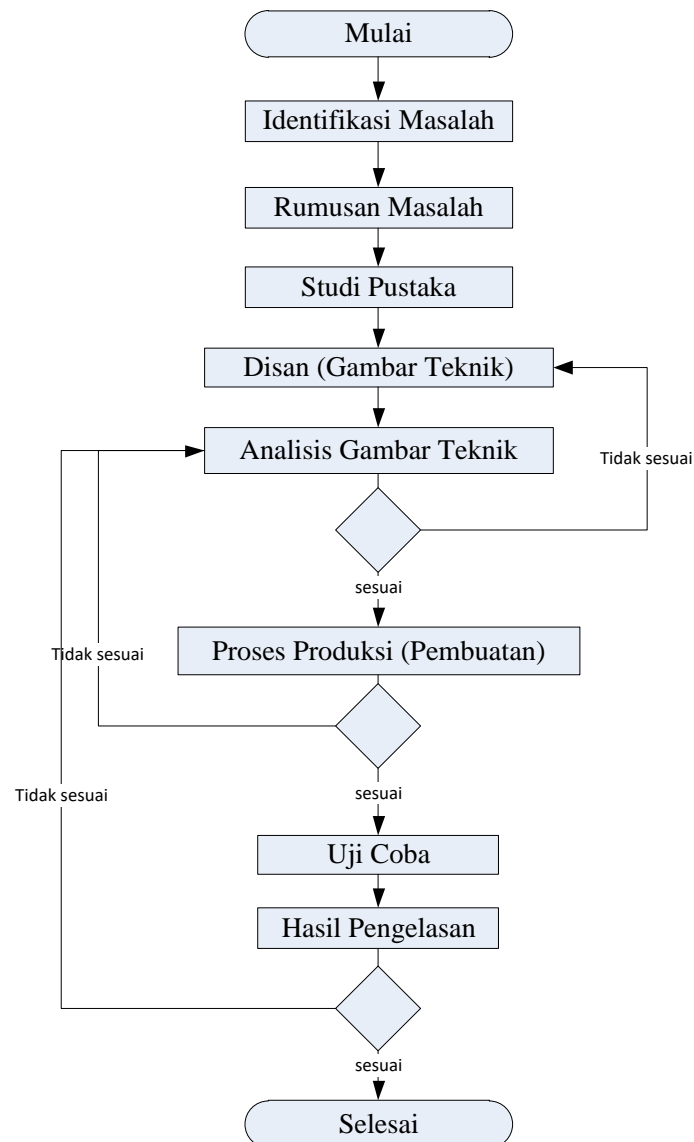 Mulai
Identifikasi Masalah
Rumusan Masalah
Studi Pustaka
Disan (Gambar Teknik)
Analisis Gambar Teknik
Tidak sesuai
sesuai
Proses Produksi (Pembuatan)
Tidak sesuai
Tidak sesuai
sesuai
Uji Coba
Hasil Pengelasan
sesuai
Selesai